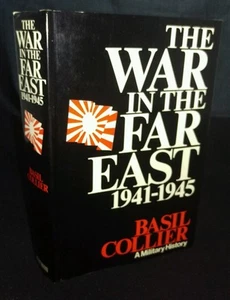 THE
WAR
IN THE
FAR
EAST
1941-1945
BASIL
COLLIER
THE
WAR
IN THE
FAR
EAST
1941-1945
BASIL
COLLIER
A Military History